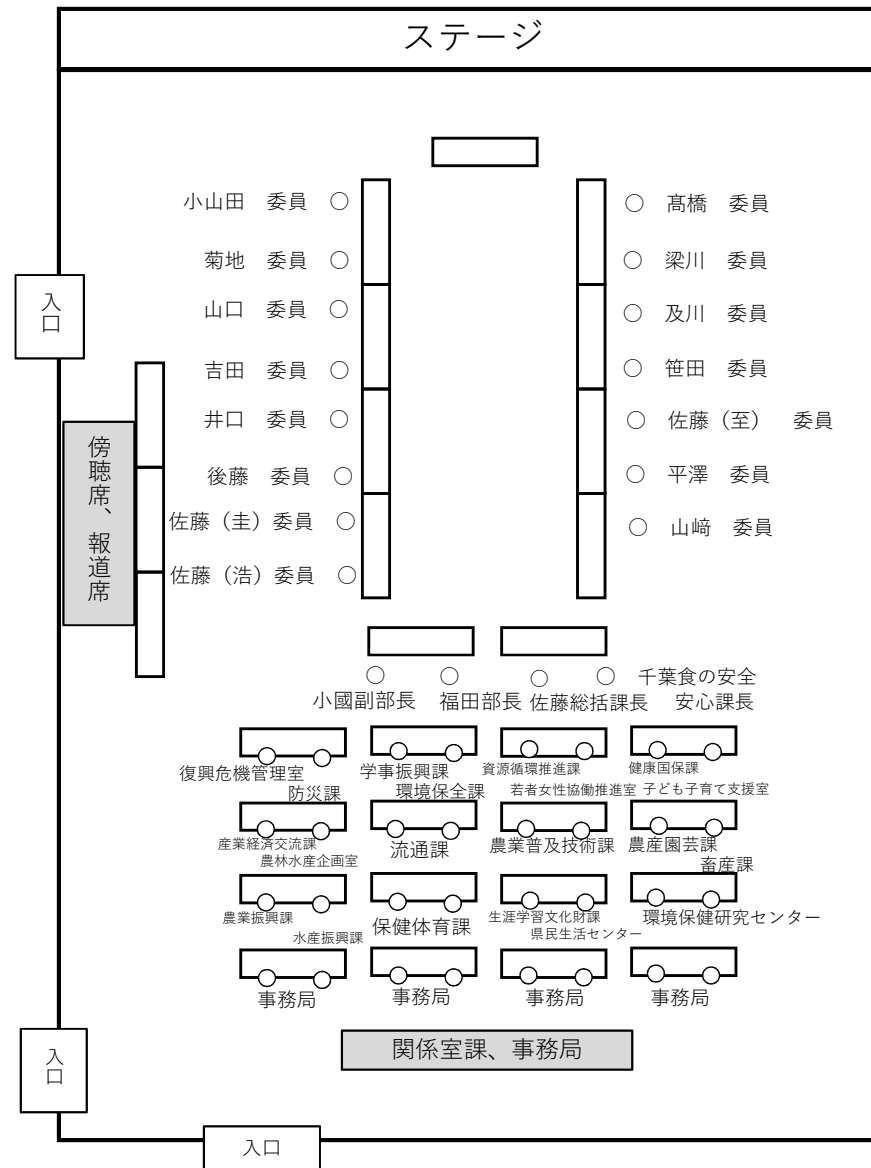 ステージ
小山田　委員　○
○　髙橋　委員
菊地　委員　○
○　梁川　委員
入口
山口　委員　○
○　及川　委員
吉田　委員　○
○　笹田　委員
井口　委員　○
○　佐藤（至）　委員
傍聴席、報道席
後藤　委員　○
○　平澤　委員
佐藤（圭）委員　○
○　山﨑　委員
佐藤（浩）委員　○
○　○　○　○　千葉食の安全
小國副部長　福田部長　佐藤総括課長　安心課長
復興危機管理室
防災課
学事振興課
環境保全課
資源循環推進課
若者女性協働推進室
健康国保課
子ども子育て支援室
産業経済交流課
農林水産企画室
流通課
農業普及技術課
農産園芸課
畜産課
農業振興課
水産振興課
保健体育課
生涯学習文化財課
県民生活センター
環境保健研究センター
事務局
事務局
事務局
事務局
関係室課、事務局
入口
入口